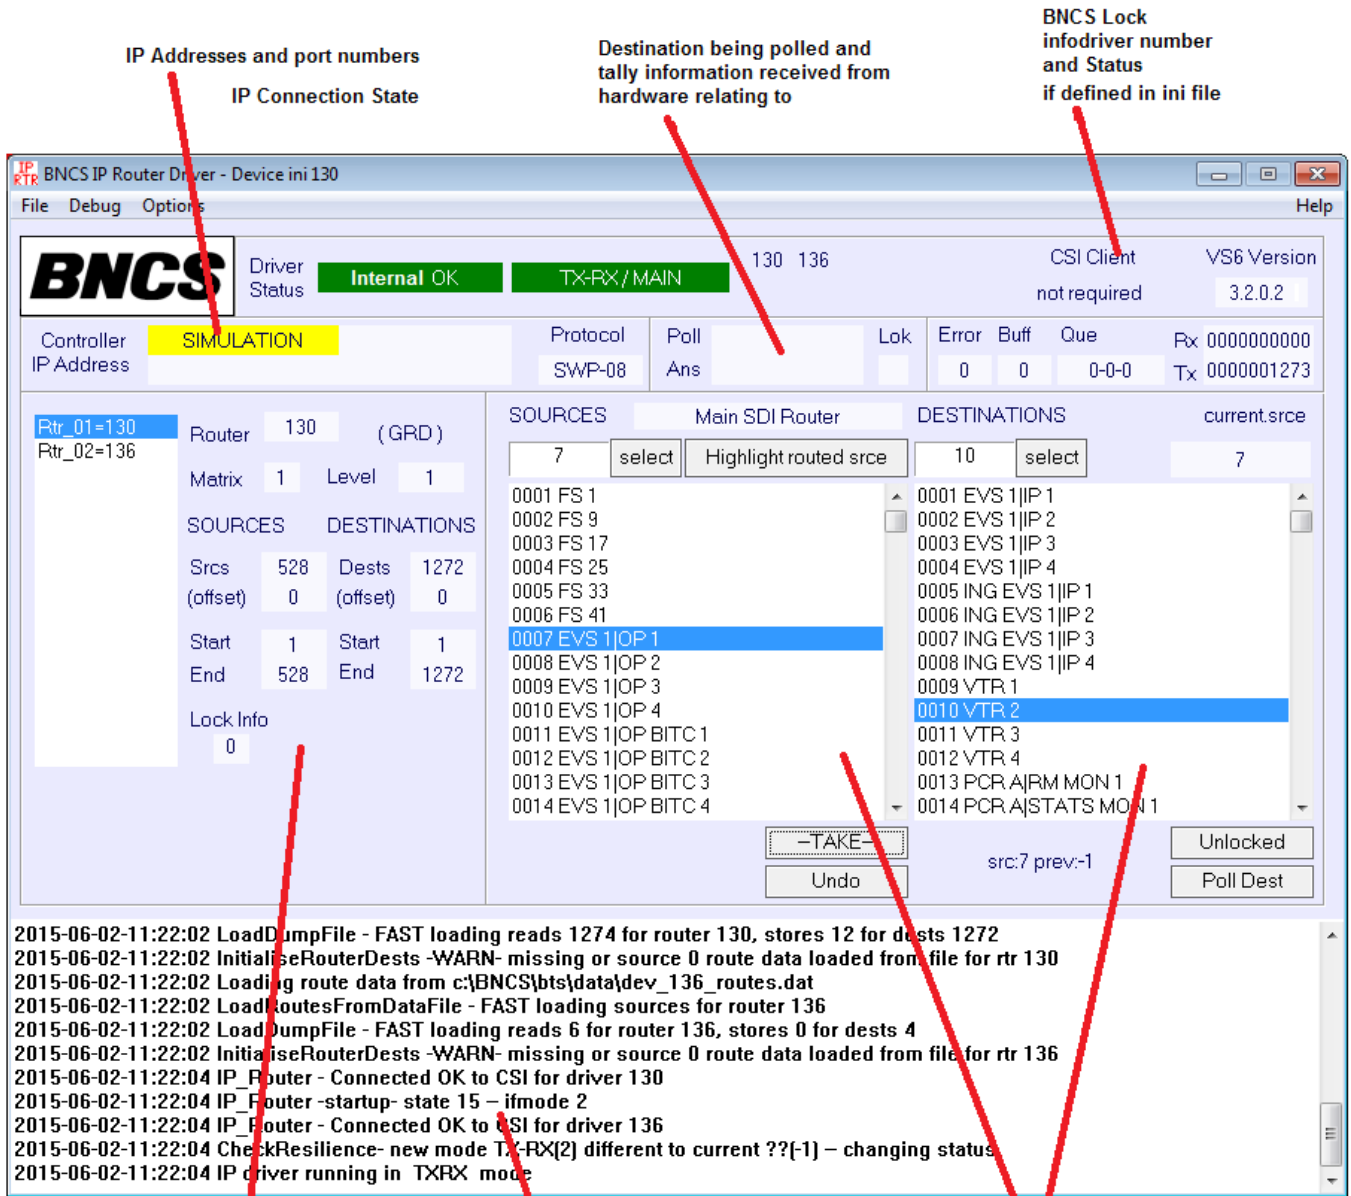 BNCS Lock
infodriver number
and Status
if defined in ini file
IP Addresses and port numbers
IP Connection State
Destination being polled and
tally information received from
hardware relating to
IP RTR BNCS IP Router Driver - Device ini 130
File Debug Options Help
BNCS
Driver Status
Internal OK
TX-RX / MAIN
130 136
CSI Client
not required
VS6 Version
3.2.0.2
Controller
IP Address
SIMULATION
Protocol
SWP-08
Poll
Ans
Lok
Error Buff Que
0 0 0-0-0
Rx 0000000000
Tx 0000001273
Rtr_01=130
Rtr_02=136
Router 130 ( GRD )
Matrix 1 Level 1
SOURCES DESTINATIONS
Srcs 528 Dests 1272
(offset) 0 (offset) 0
Start 1 Start 1
End 528 End 1272
Lock Info
0
SOURCES Main SDI Router
7 select Highlight routed srce
0001 FS 1
0002 FS 9
0003 FS 17
0004 FS 25
0005 FS 33
0006 FS 41
0007 EVS 1|OP 1
0008 EVS 1|OP 2
0009 EVS 1|OP 3
0010 EVS 1|OP 4
0011 EVS 1|OP BITC 1
0012 EVS 1|OP BITC 2
0013 EVS 1|OP BITC 3
0014 EVS 1|OP BITC 4
DESTINATIONS current.srce
10 select 7
0001 EVS 1|IP 1
0002 EVS 1|IP 2
0003 EVS 1|IP 3
0004 EVS 1|IP 4
0005 ING EVS 1|IP 1
0006 ING EVS 1|IP 2
0007 ING EVS 1|IP 3
0008 ING EVS 1|IP 4
0009 VTR 1
0010 VTR 2
0011 VTR 3
0012 VTR 4
0013 PCR A|RM MON 1
0014 PCR A|STATS MON 1
--TAKE--
Undo
src:7 prev:-1
Unlocked
Poll Dest
2015-06-02-11:22:02 LoadDumpFile - FAST loading reads 1274 for router 130, stores 12 for dests 1272
2015-06-02-11:22:02 InitialiseRouterDests -WARN- missing or source 0 route data loaded from file for rtr 130
2015-06-02-11:22:02 Loading route data from c:\BNCS\bts\data\dev_136_routes.dat
2015-06-02-11:22:02 LoadRoutesFromDataFile - FAST loading sources for router 136
2015-06-02-11:22:02 LoadDumpFile - FAST loading reads 6 for router 136, stores 0 for dests 4
2015-06-02-11:22:02 InitialiseRouterDests -WARN- missing or source 0 route data loaded from file for rtr 136
2015-06-02-11:22:04 IP_Router - Connected OK to CSI for driver 130
2015-06-02-11:22:04 IP_Router -startup- state 15 -- ifmode 2
2015-06-02-11:22:04 IP_Router - Connected OK to CSI for driver 136
2015-06-02-11:22:04 CheckResilience- new mode TX-RX(2) different to current ??(-1) -- changing status
2015-06-02-11:22:04 IP driver running in TXRX mode